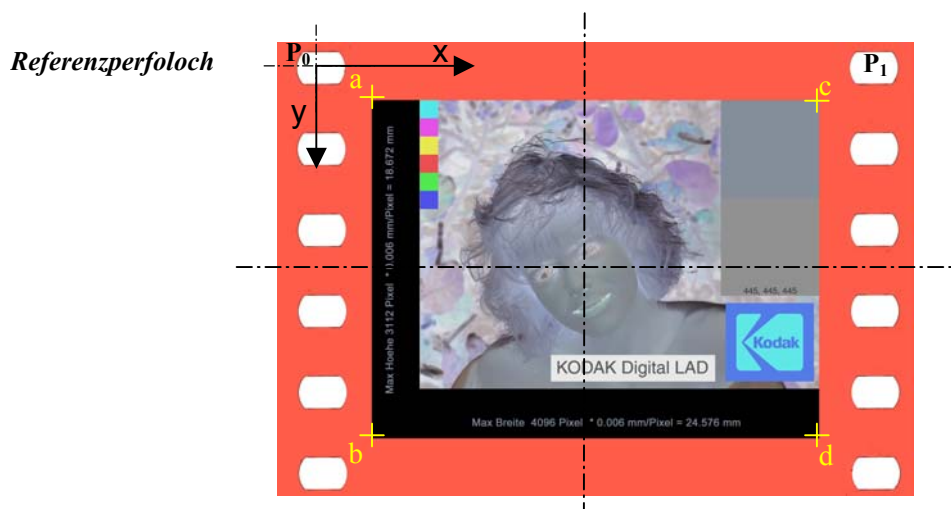 Referenzperfoloch
P0
x
P1
a
c
y
Max Hoehe 3112 Pixel * 0.006 mm/Pixel = 18.672 mm
445, 445, 445
Kodak
KODAK Digital LAD
Max Breite 4096 Pixel * 0.006 mm/Pixel = 24.576 mm
b
d